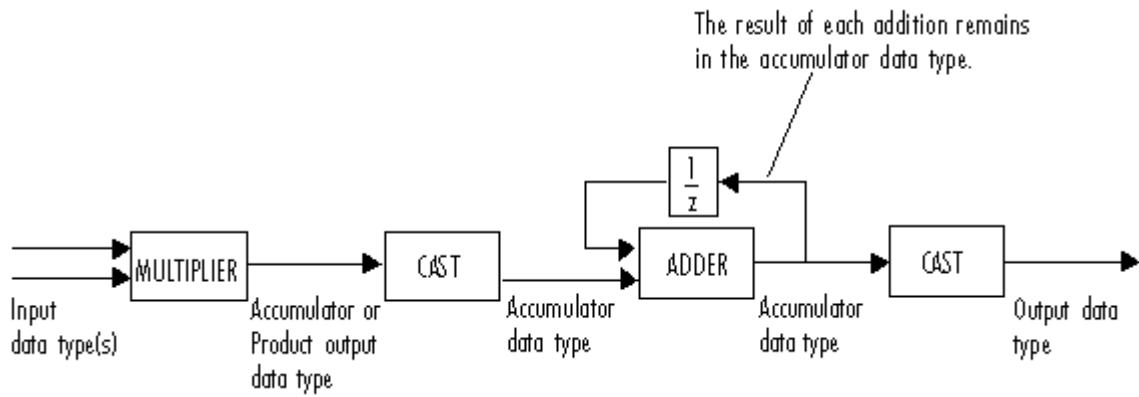 The result of each addition remains
in the accumulator data type.
1
z
MULTIPLIER
CAST
ADDER
CAST
Input
data type(s)
Accumulator or
Product output
data type
Accumulator
data type
Accumulator
data type
Output data
type